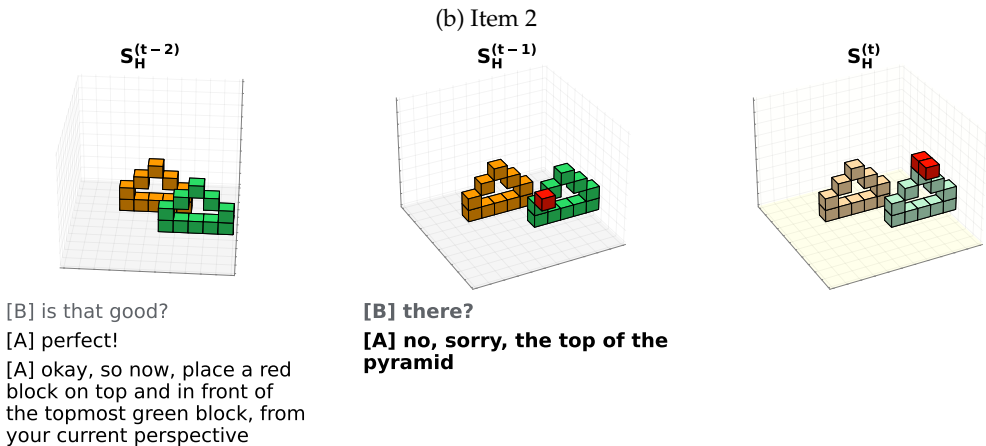 (b) Item 2
S_H^(t−2)
S_H^(t−1)
S_H^(t)
[B] is that good?
[A] perfect!
[A] okay, so now, place a red
block on top and in front of
the topmost green block, from
your current perspective
[B] there?
[A] no, sorry, the top of the
pyramid